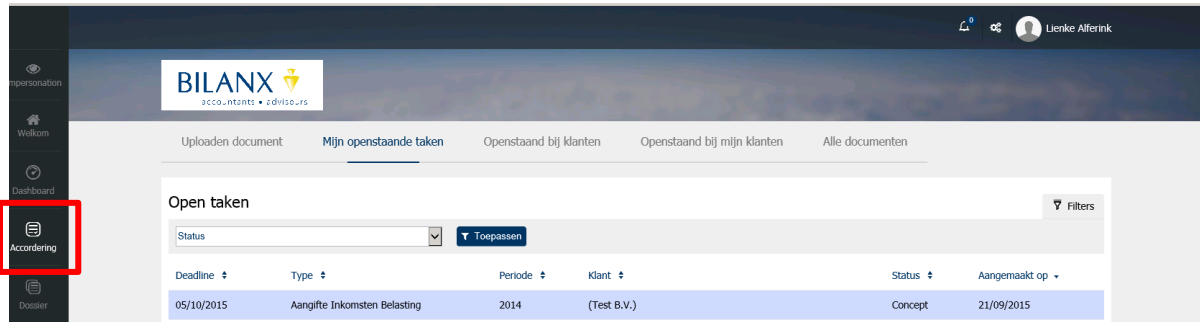 0
Lienke Alferink
mpersonation
Welkom
Dashboard
Accordering
Dossier
BILANX
accountants • adviseurs
Uploaden document Mijn openstaande taken Openstaand bij klanten Openstaand bij mijn klanten Alle documenten
Open taken
Filters
Status Toepassen
Deadline Type Periode Klant Status Aangemaakt op
05/10/2015 Aangifte Inkomsten Belasting 2014 (Test B.V.) Concept 21/09/2015